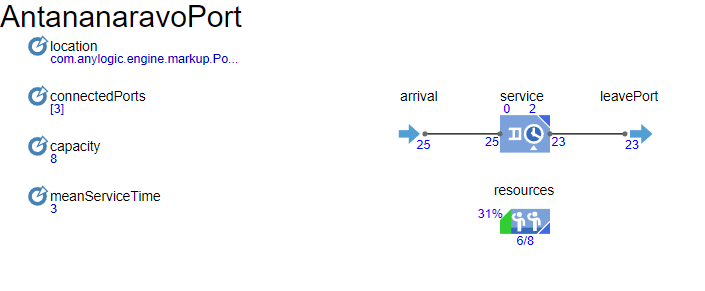 AntananaravoPort
location
com.anylogic.engine.markup.Po...
connectedPorts
[3]
capacity
8
meanServiceTime
3
arrival
service
leavePort
0 2
25
25
23
23
resources
31%
6/8